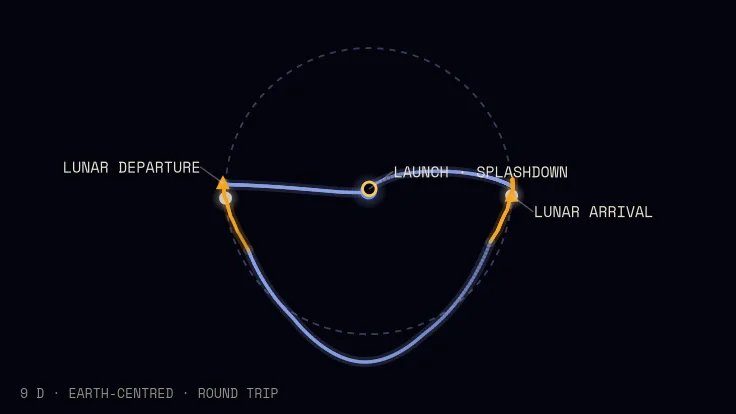 LUNAR DEPARTURE
LAUNCH · SPLASHDOWN
LUNAR ARRIVAL
9 D · EARTH-CENTRED · ROUND TRIP